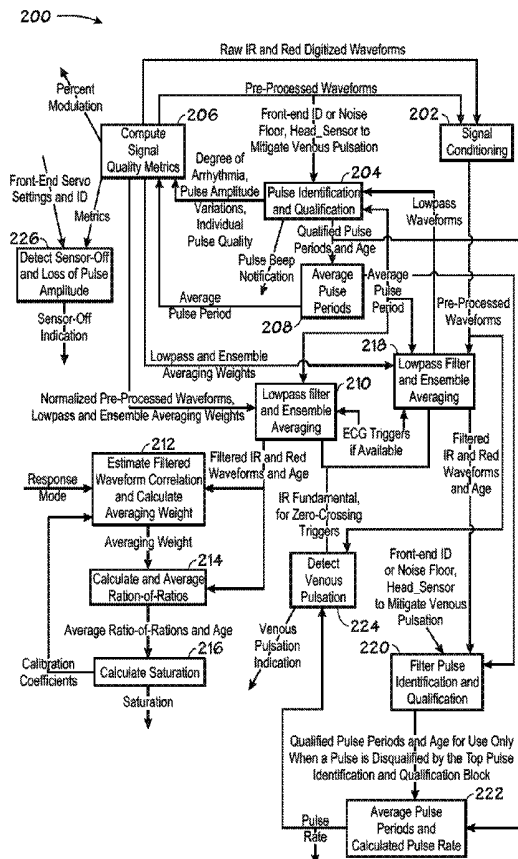 200
Raw IR and Red Digitized Waveforms
Pre-Processed Waveforms
Percent
Modulation
206
Compute
Signal
Quality Metrics
Front-end ID or Noise
Floor, Head_Sensor to
Mitigate Venous Pulsation
202
Signal
Conditioning
Degree of
Arrhythmia,
Pulse Amplitude
Variations,
Individual
Pulse Quality
204
Pulse Identification
and Qualification
Lowpass
Waveforms
Front-End Servo
Settings and ID
Metrics
226
Detect Sensor-Off
and Loss of Pulse
Amplitude
Sensor-Off
Indication
Qualified Pulse
Periods and Age
Pulse Beep
Notification
Average
Pulse
Periods
208
Average
Pulse
Period
Average
Pulse Period
Pre-Processed
Waveforms
218
Lowpass Filter
and Ensemble
Averaging
Lowpass and Ensemble
Averaging Weights
210
Lowpass filter
and Ensemble
Averaging
Normalized Pre-Processed Waveforms,
Lowpass and Ensemble Averaging Weights
ECG Triggers
if Available
212
Estimate Filtered
Waveform Correlation
and Calculate
Averaging Weight
Response
Mode
Filtered IR and Red
Waveforms and Age
Filtered
IR and Red
Waveforms
and Age
IR Fundamental,
for Zero-Crossing
Triggers
Averaging Weight
214
Calculate and Average
Ration-of-Ratios
Detect
Venous
Pulsation
224
Front-end ID
or Noise Floor,
Head_Sensor
to Mitigate Venous
Pulsation
Average Ratio-of-Rations and Age
Venous
Pulsation
Indication
220
Filter Pulse
Identification and
Qualification
216
Calculate Saturation
Calibration
Coefficients
Saturation
Qualified Pulse Periods and Age for Use Only
When a Pulse is Disqualified by the Top Pulse
Identification and Qualification Block
222
Average Pulse
Periods and
Calculated Pulse Rate
Pulse
Rate